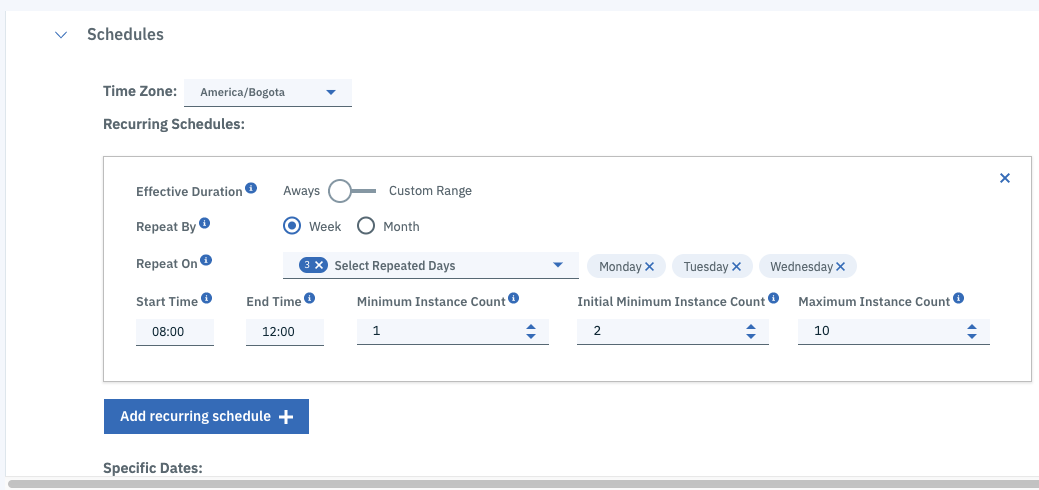 Schedules
Time Zone: America/Bogota
Recurring Schedules:
Effective Duration Aways Custom Range
Repeat By Week Month
Repeat On 3 Select Repeated Days Monday Tuesday Wednesday
Start Time End Time Minimum Instance Count Initial Minimum Instance Count Maximum Instance Count
08:00 12:00 1 2 10
Add recurring schedule
Specific Dates: